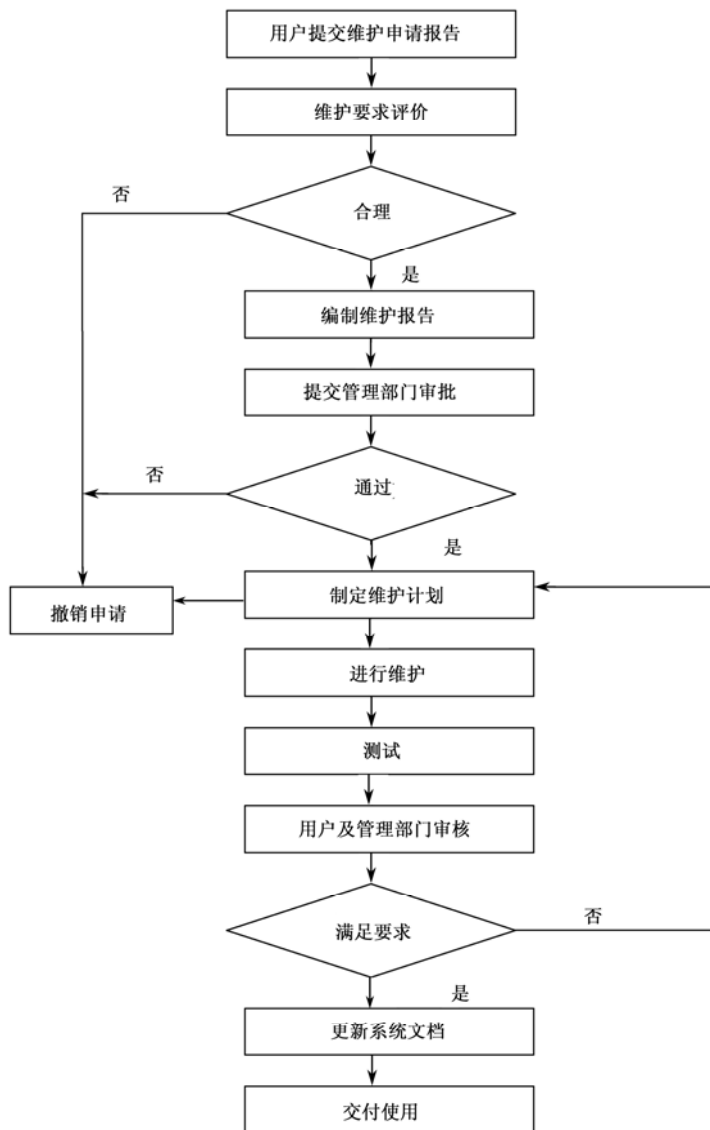 用户提交维护申请报告
维护要求评价
否
合理
是
编制维护报告
提交管理部门审批
否
通过
是
撤销申请
制定维护计划
进行维护
测试
用户及管理部门审核
否
满足要求
是
更新系统文档
交付使用